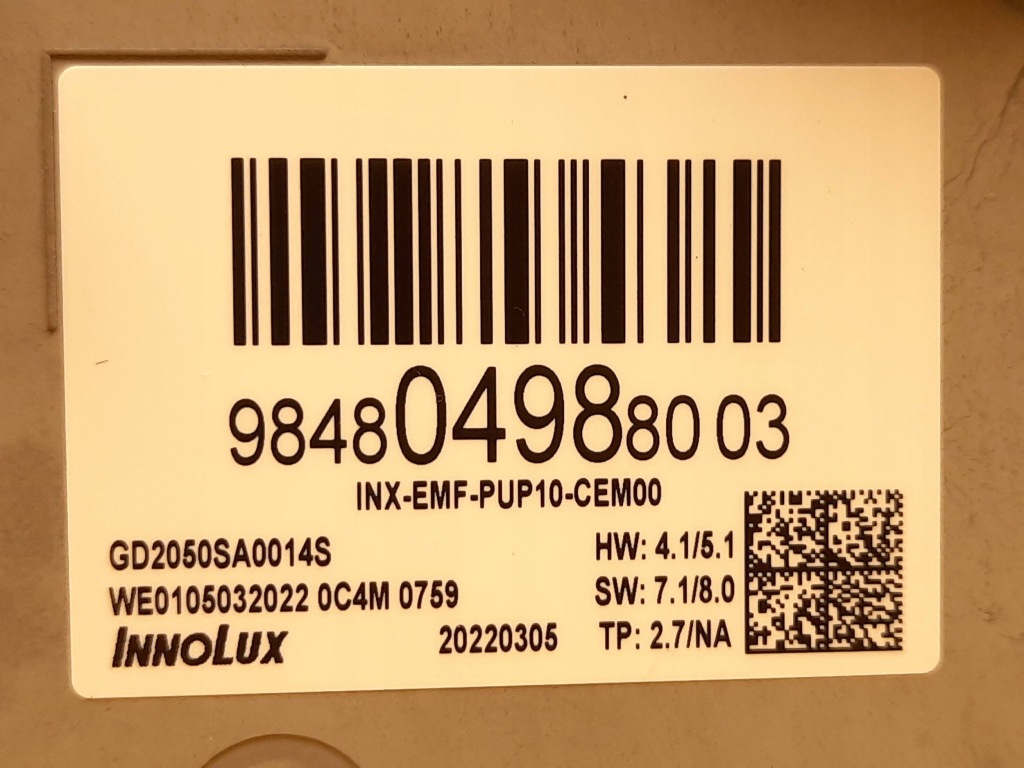 9848049880 03
INX-EMF-PUP10-CEM00
GD2050SA0014S
HW: 4.1/5.1
WE0105032022 0C4M 0759
SW: 7.1/8.0
INNOLUX
20220305
TP: 2.7/NA